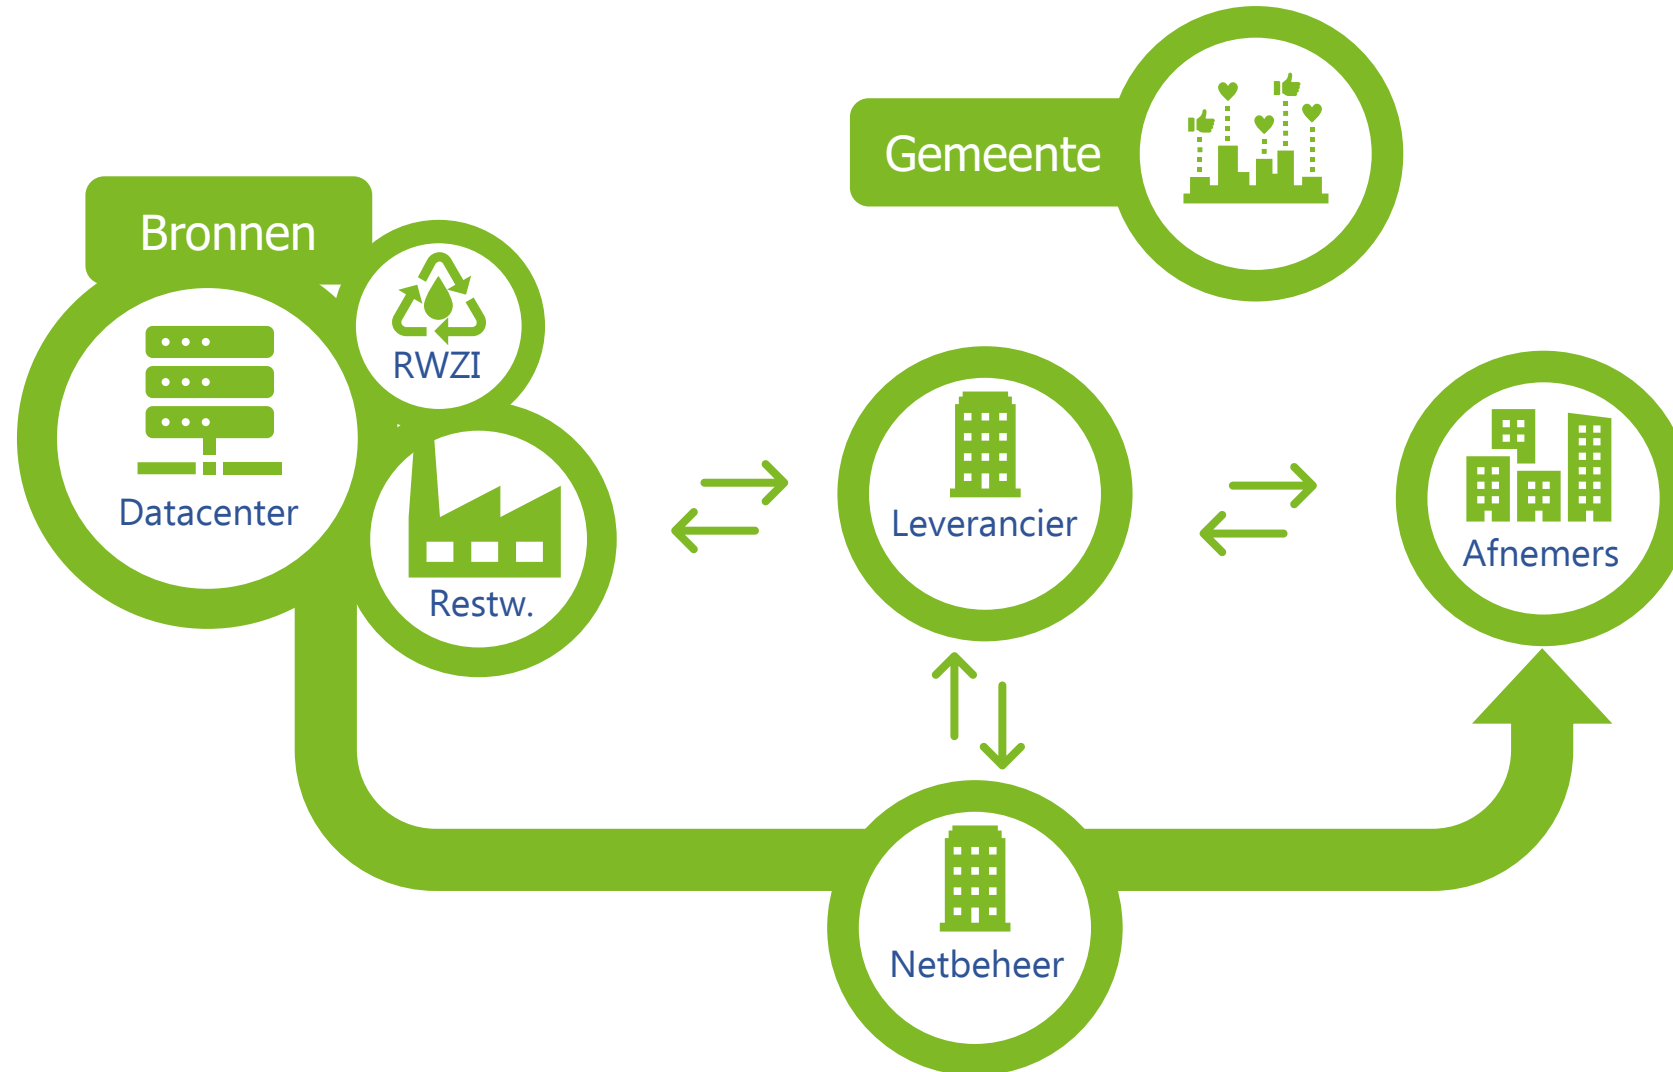 Gemeente
Bronnen
RWZI
Datacenter
Restw.
Leverancier
Afnemers
Netbeheer